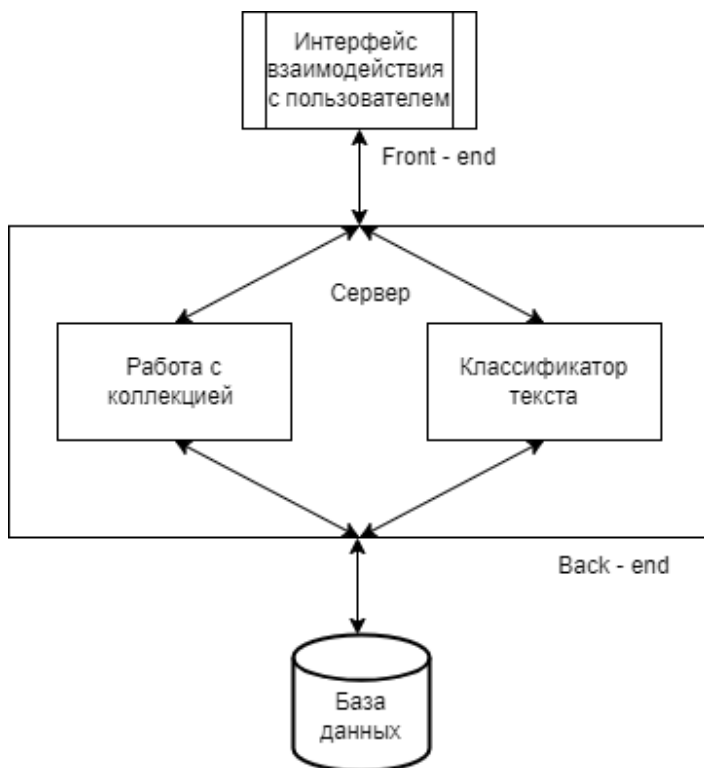 Интерфейс
взаимодействия
с пользователем
Front - end
Сервер
Работа с
коллекцией
Классификатор
текста
Back - end
База
данных